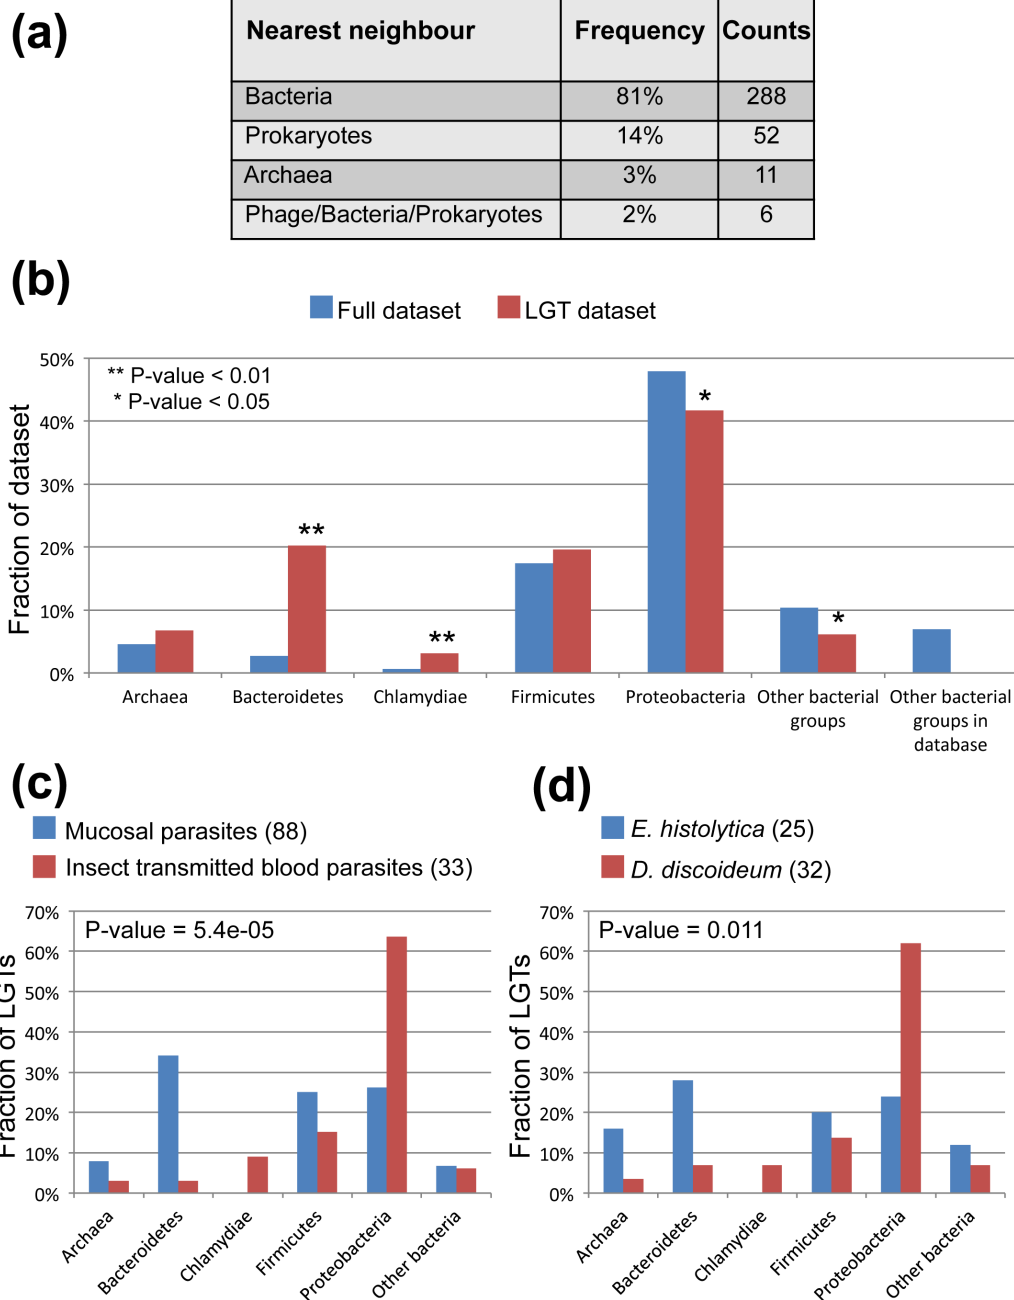 (a)
Nearest neighbour Frequency Counts
Bacteria 81% 288
Prokaryotes 14% 52
Archaea 3% 11
Phage/Bacteria/Prokaryotes 2% 6
(b)
Full dataset LGT dataset
** P-value < 0.01
* P-value < 0.05
Fraction of dataset
50%
40%
30%
20%
10%
0%
**
**
*
*
Archaea Bacteroidetes Chlamydiae Firmicutes Proteobacteria Other bacterial Other bacterial
groups groups in
database
(c)
Mucosal parasites (88)
Insect transmitted blood parasites (33)
P-value = 5.4e-05
Fraction of LGTs
70%
60%
50%
40%
30%
20%
10%
0%
Archaea
Bacteroidetes
Chlamydiae
Firmicutes
Proteobacteria
Other bacteria
(d)
E. histolytica (25)
D. discoideum (32)
P-value = 0.011
Fraction of LGTs
70%
60%
50%
40%
30%
20%
10%
0%
Archaea
Bacteroidetes
Chlamydiae
Firmicutes
Proteobacteria
Other bacteria